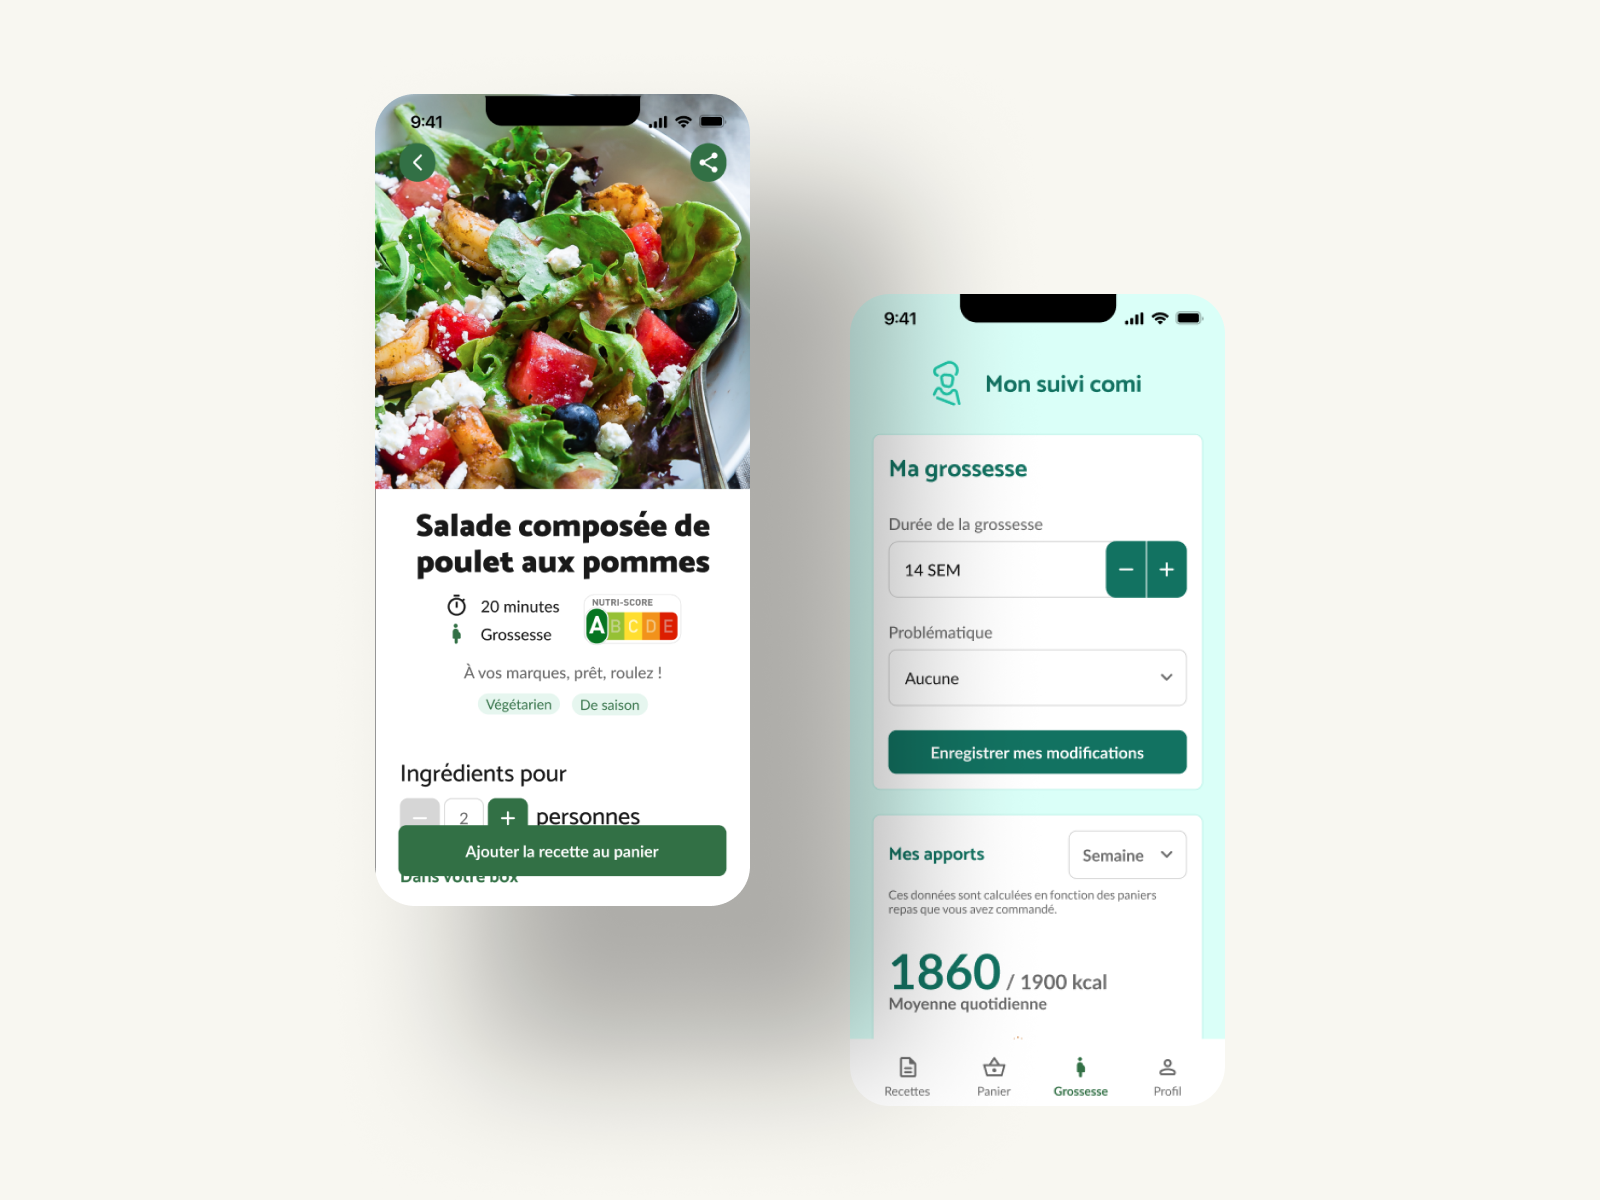 9:41
Salade composée de
poulet aux pommes
20 minutes
Grossesse
NUTRI-SCORE
A B C D E
À vos marques, prêt, roulez !
Végétarien
De saison
Ingrédients pour
2
personnes
Ajouter la recette au panier
Dans votre box
9:41
Mon suivi comi
Ma grossesse
Durée de la grossesse
14 SEM
Problématique
Aucune
Enregistrer mes modifications
Mes apports
Semaine
Ces données sont calculées en fonction des paniers
repas que vous avez commandé.
1860 / 1900 kcal
Moyenne quotidienne
Recettes
Panier
Grossesse
Profil